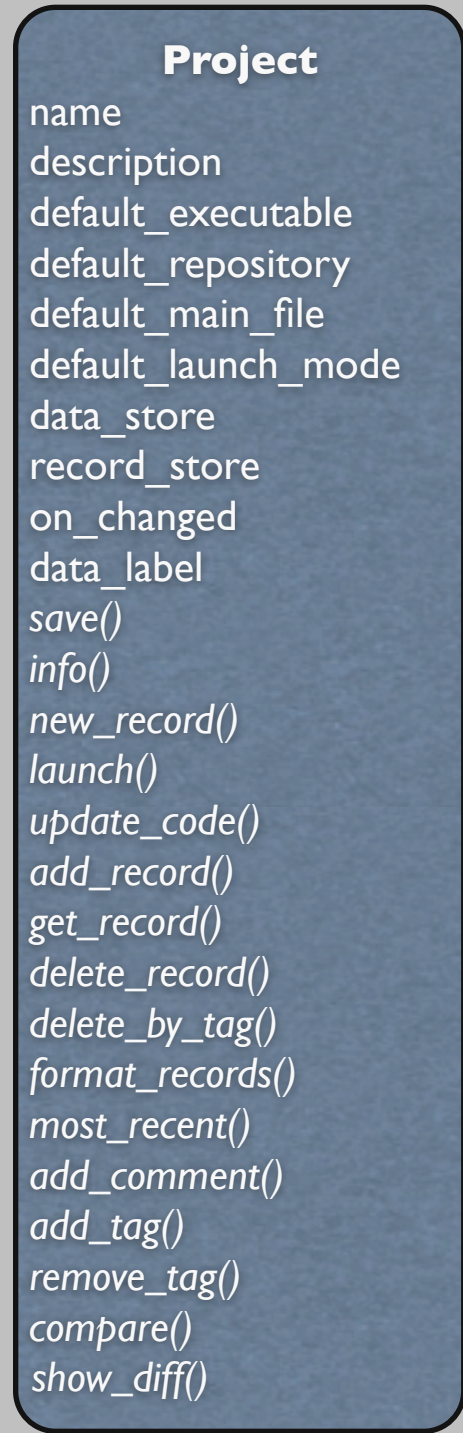 Project
name
description
default_executable
default_repository
default_main_file
default_launch_mode
data_store
record_store
on_changed
data_label
save()
info()
new_record()
launch()
update_code()
add_record()
get_record()
delete_record()
delete_by_tag()
format_records()
most_recent()
add_comment()
add_tag()
remove_tag()
compare()
show_diff()